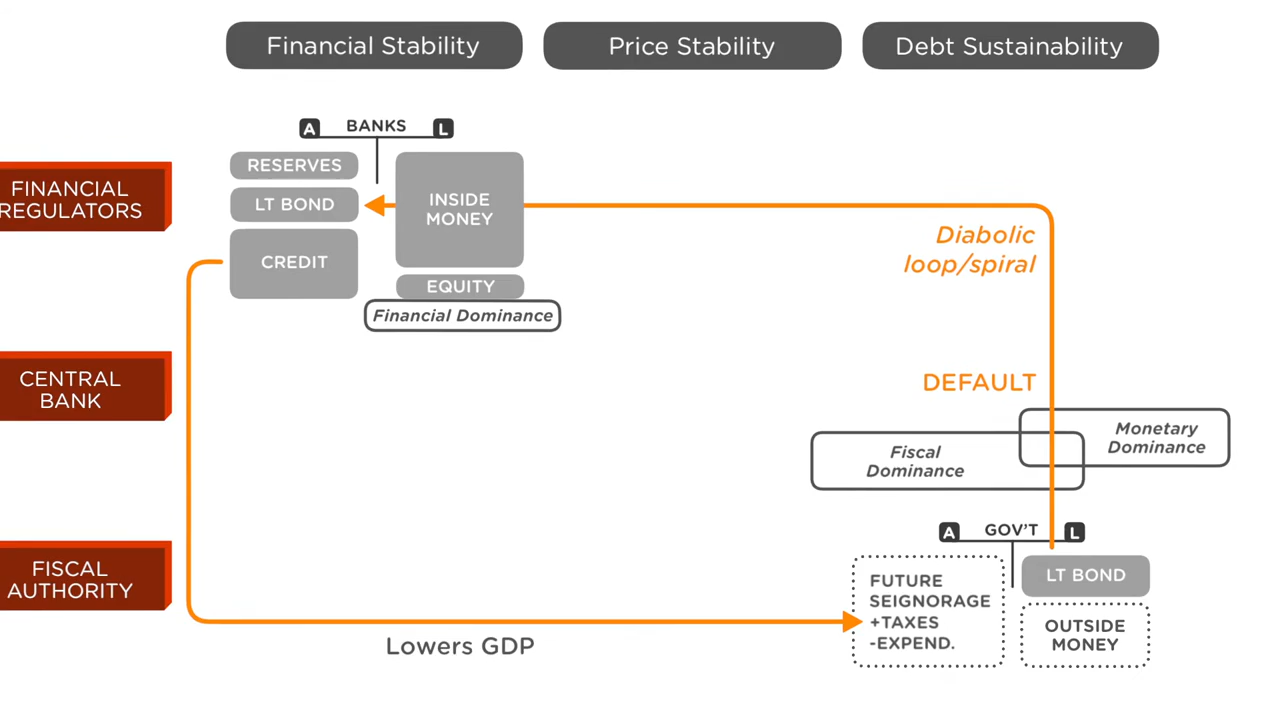 Financial Stability
Price Stability
Debt Sustainability
A BANKS L
RESERVES
LT BOND
CREDIT
INSIDE
MONEY
EQUITY
Financial Dominance
FINANCIAL
REGULATORS
Diabolic
loop/spiral
CENTRAL
BANK
DEFAULT
Monetary
Dominance
Fiscal
Dominance
FISCAL
AUTHORITY
A GOV'T L
FUTURE
SEIGNORAGE
+TAXES
-EXPEND.
LT BOND
OUTSIDE
MONEY
Lowers GDP